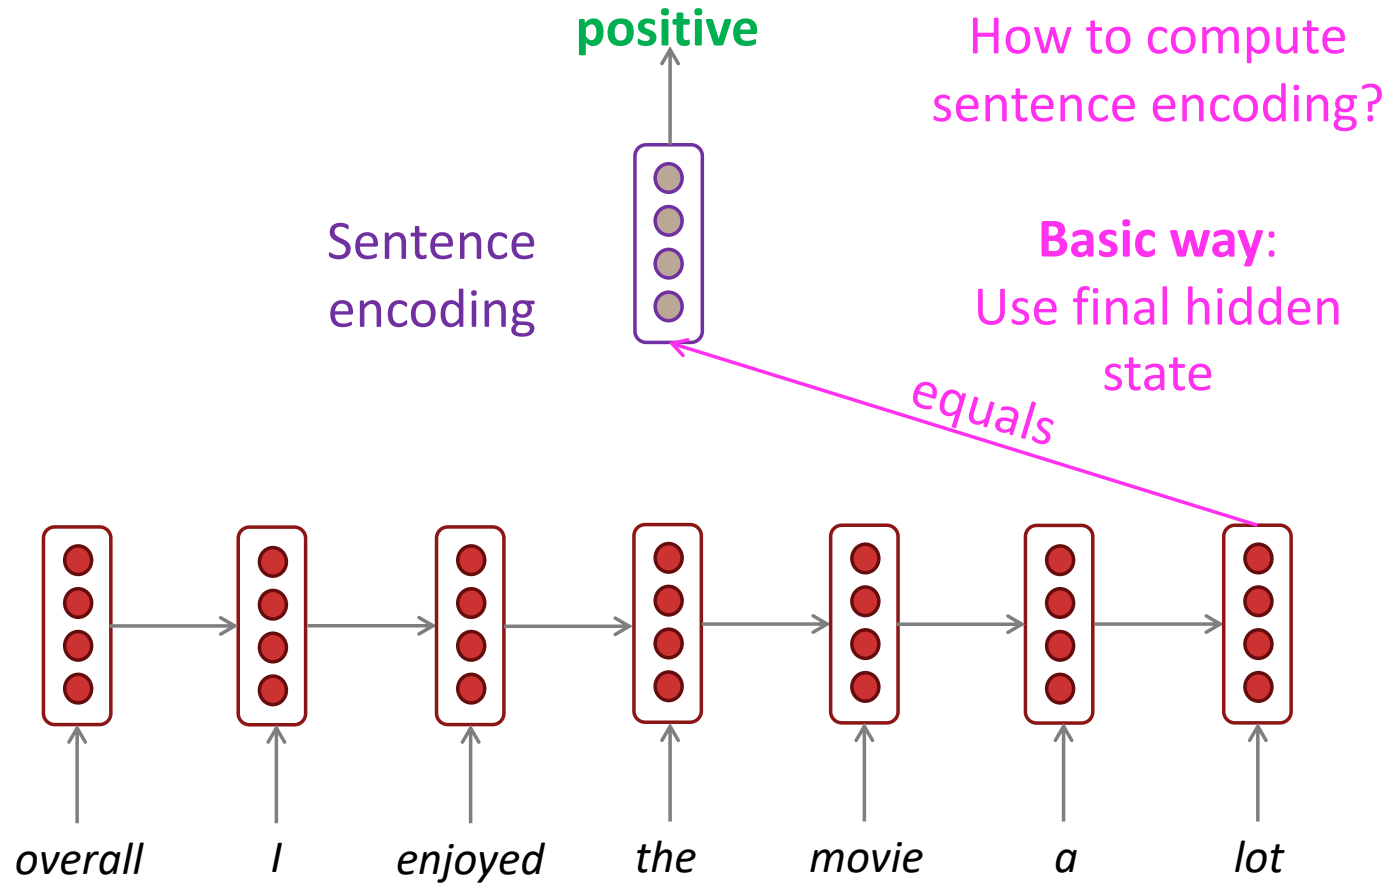 positive
How to compute
sentence encoding?
Sentence
encoding
Basic way:
Use final hidden
state
equals
overall I enjoyed the movie a lot